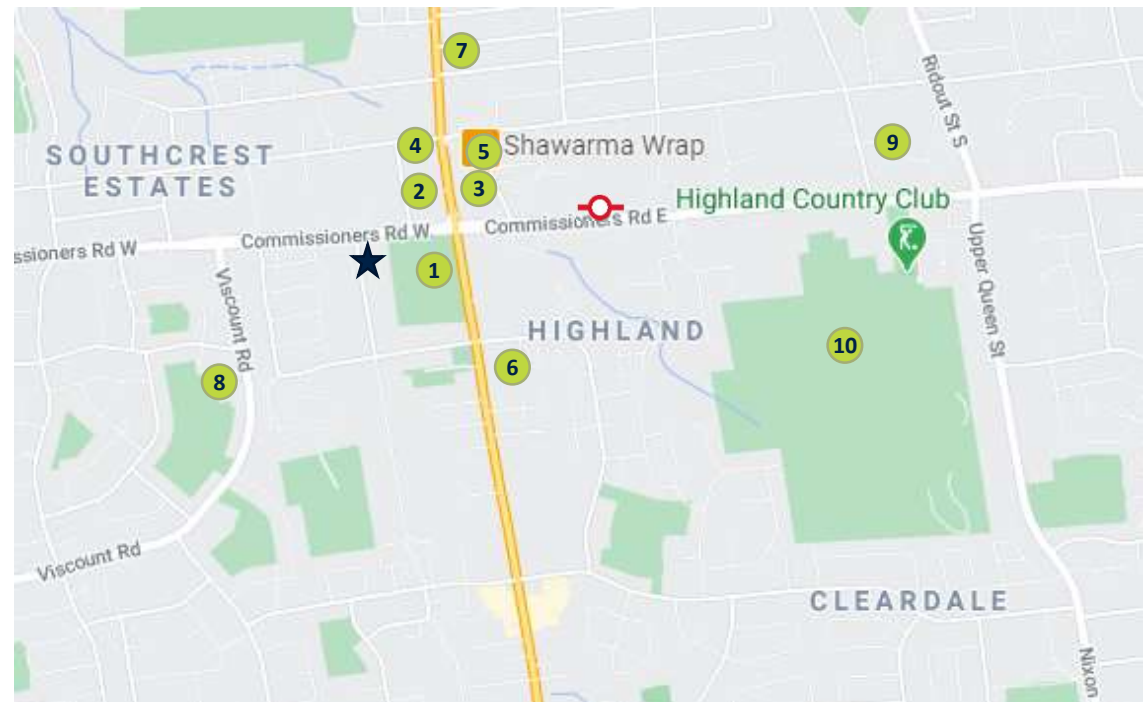 7
Ridout St S
4
5
Shawarma Wrap
9
SOUTHCREST
ESTATES
2
3
Highland Country Club
Commissioners Rd E
Commissioners Rd W
ssioners Rd W
1
Viscount Rd
Upper Queen St
HIGHLAND
10
6
8
Viscount Rd
CLEARDALE
Nixon